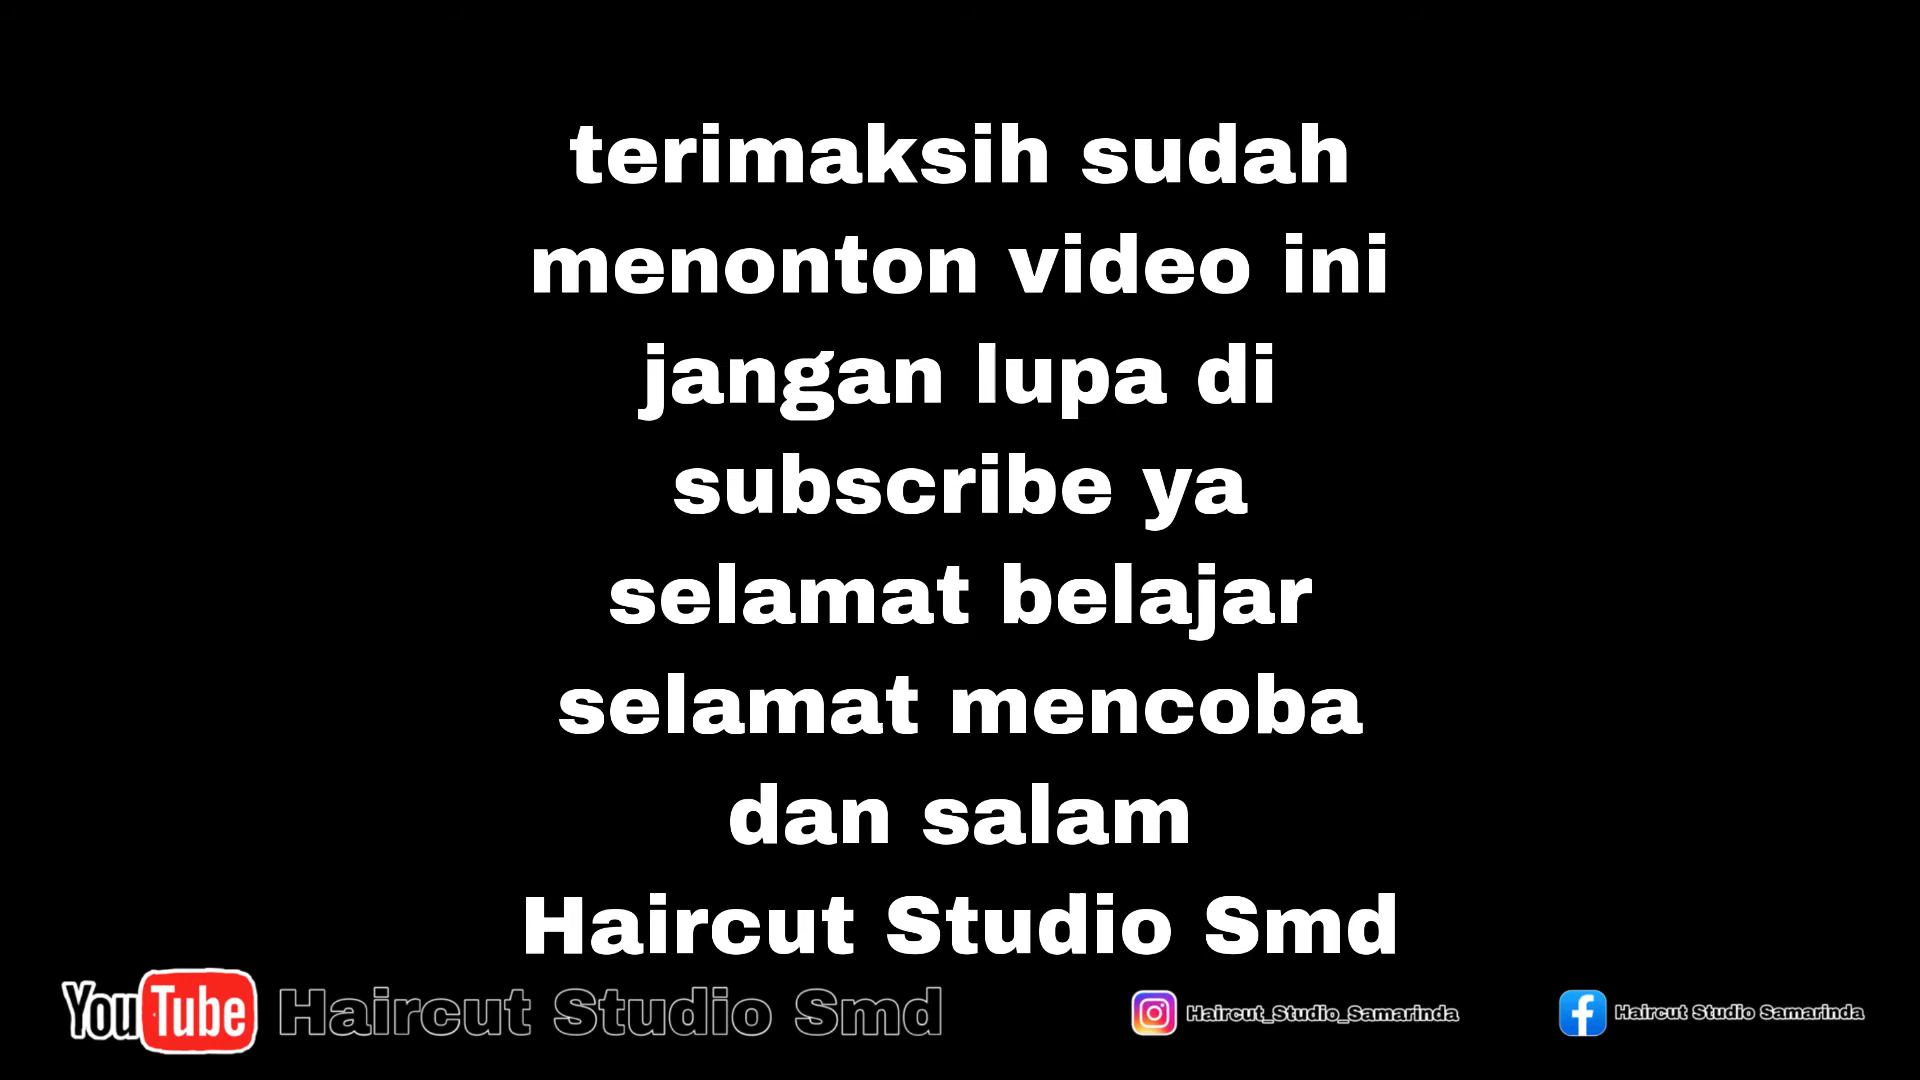 terimaksih sudah
menonton video ini
jangan lupa di
subscribe ya
selamat belajar
selamat mencoba
dan salam
Haircut Studio Smd
YouTube Haircut Studio Smd
Haircut_Studio_Samarinda
Haircut Studio Samarinda